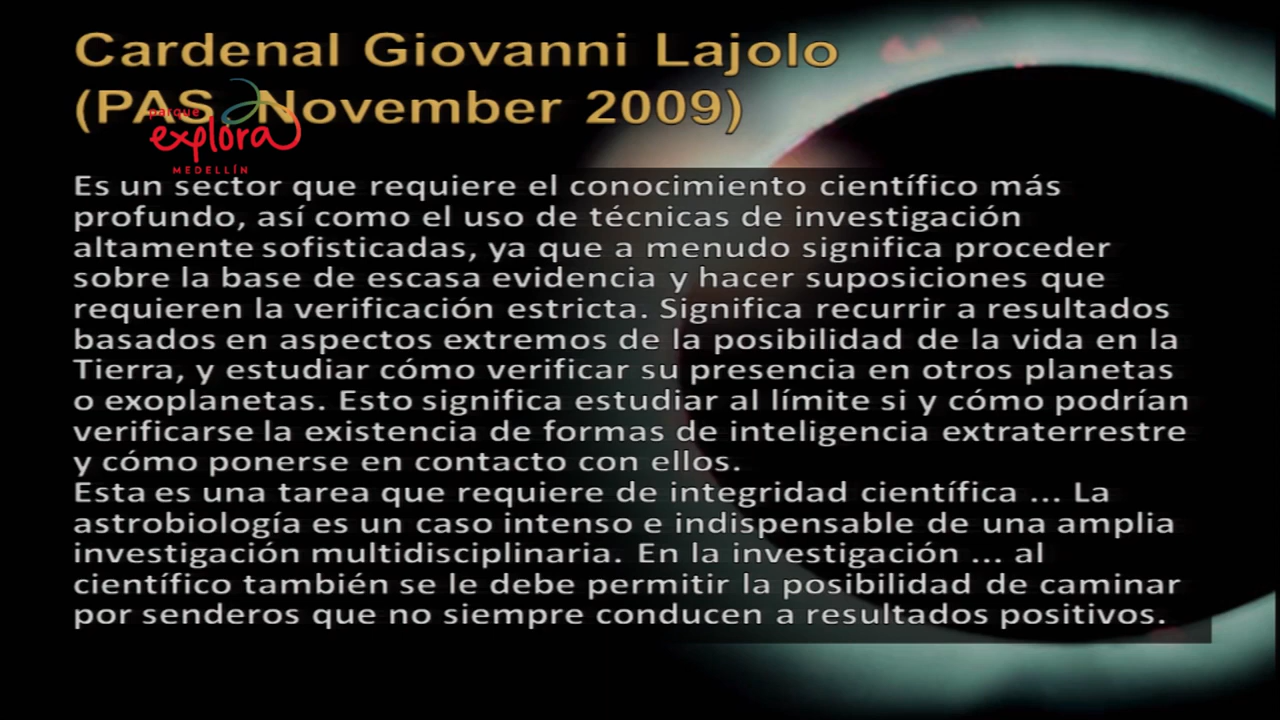 Cardenal Giovanni Lajolo
(PAS November 2009)
parque
explora
MEDELLÍN
Es un sector que requiere el conocimiento científico más
profundo, así como el uso de técnicas de investigación
altamente sofisticadas, ya que a menudo significa proceder
sobre la base de escasa evidencia y hacer suposiciones que
requieren la verificación estricta. Significa recurrir a resultados
basados en aspectos extremos de la posibilidad de la vida en la
Tierra, y estudiar cómo verificar su presencia en otros planetas
o exoplanetas. Esto significa estudiar al límite si y cómo podrían
verificarse la existencia de formas de inteligencia extraterrestre
y cómo ponerse en contacto con ellos.
Esta es una tarea que requiere de integridad científica ... La
astrobiología es un caso intenso e indispensable de una amplia
investigación multidisciplinaria. En la investigación ... al
científico también se le debe permitir la posibilidad de caminar
por senderos que no siempre conducen a resultados positivos.